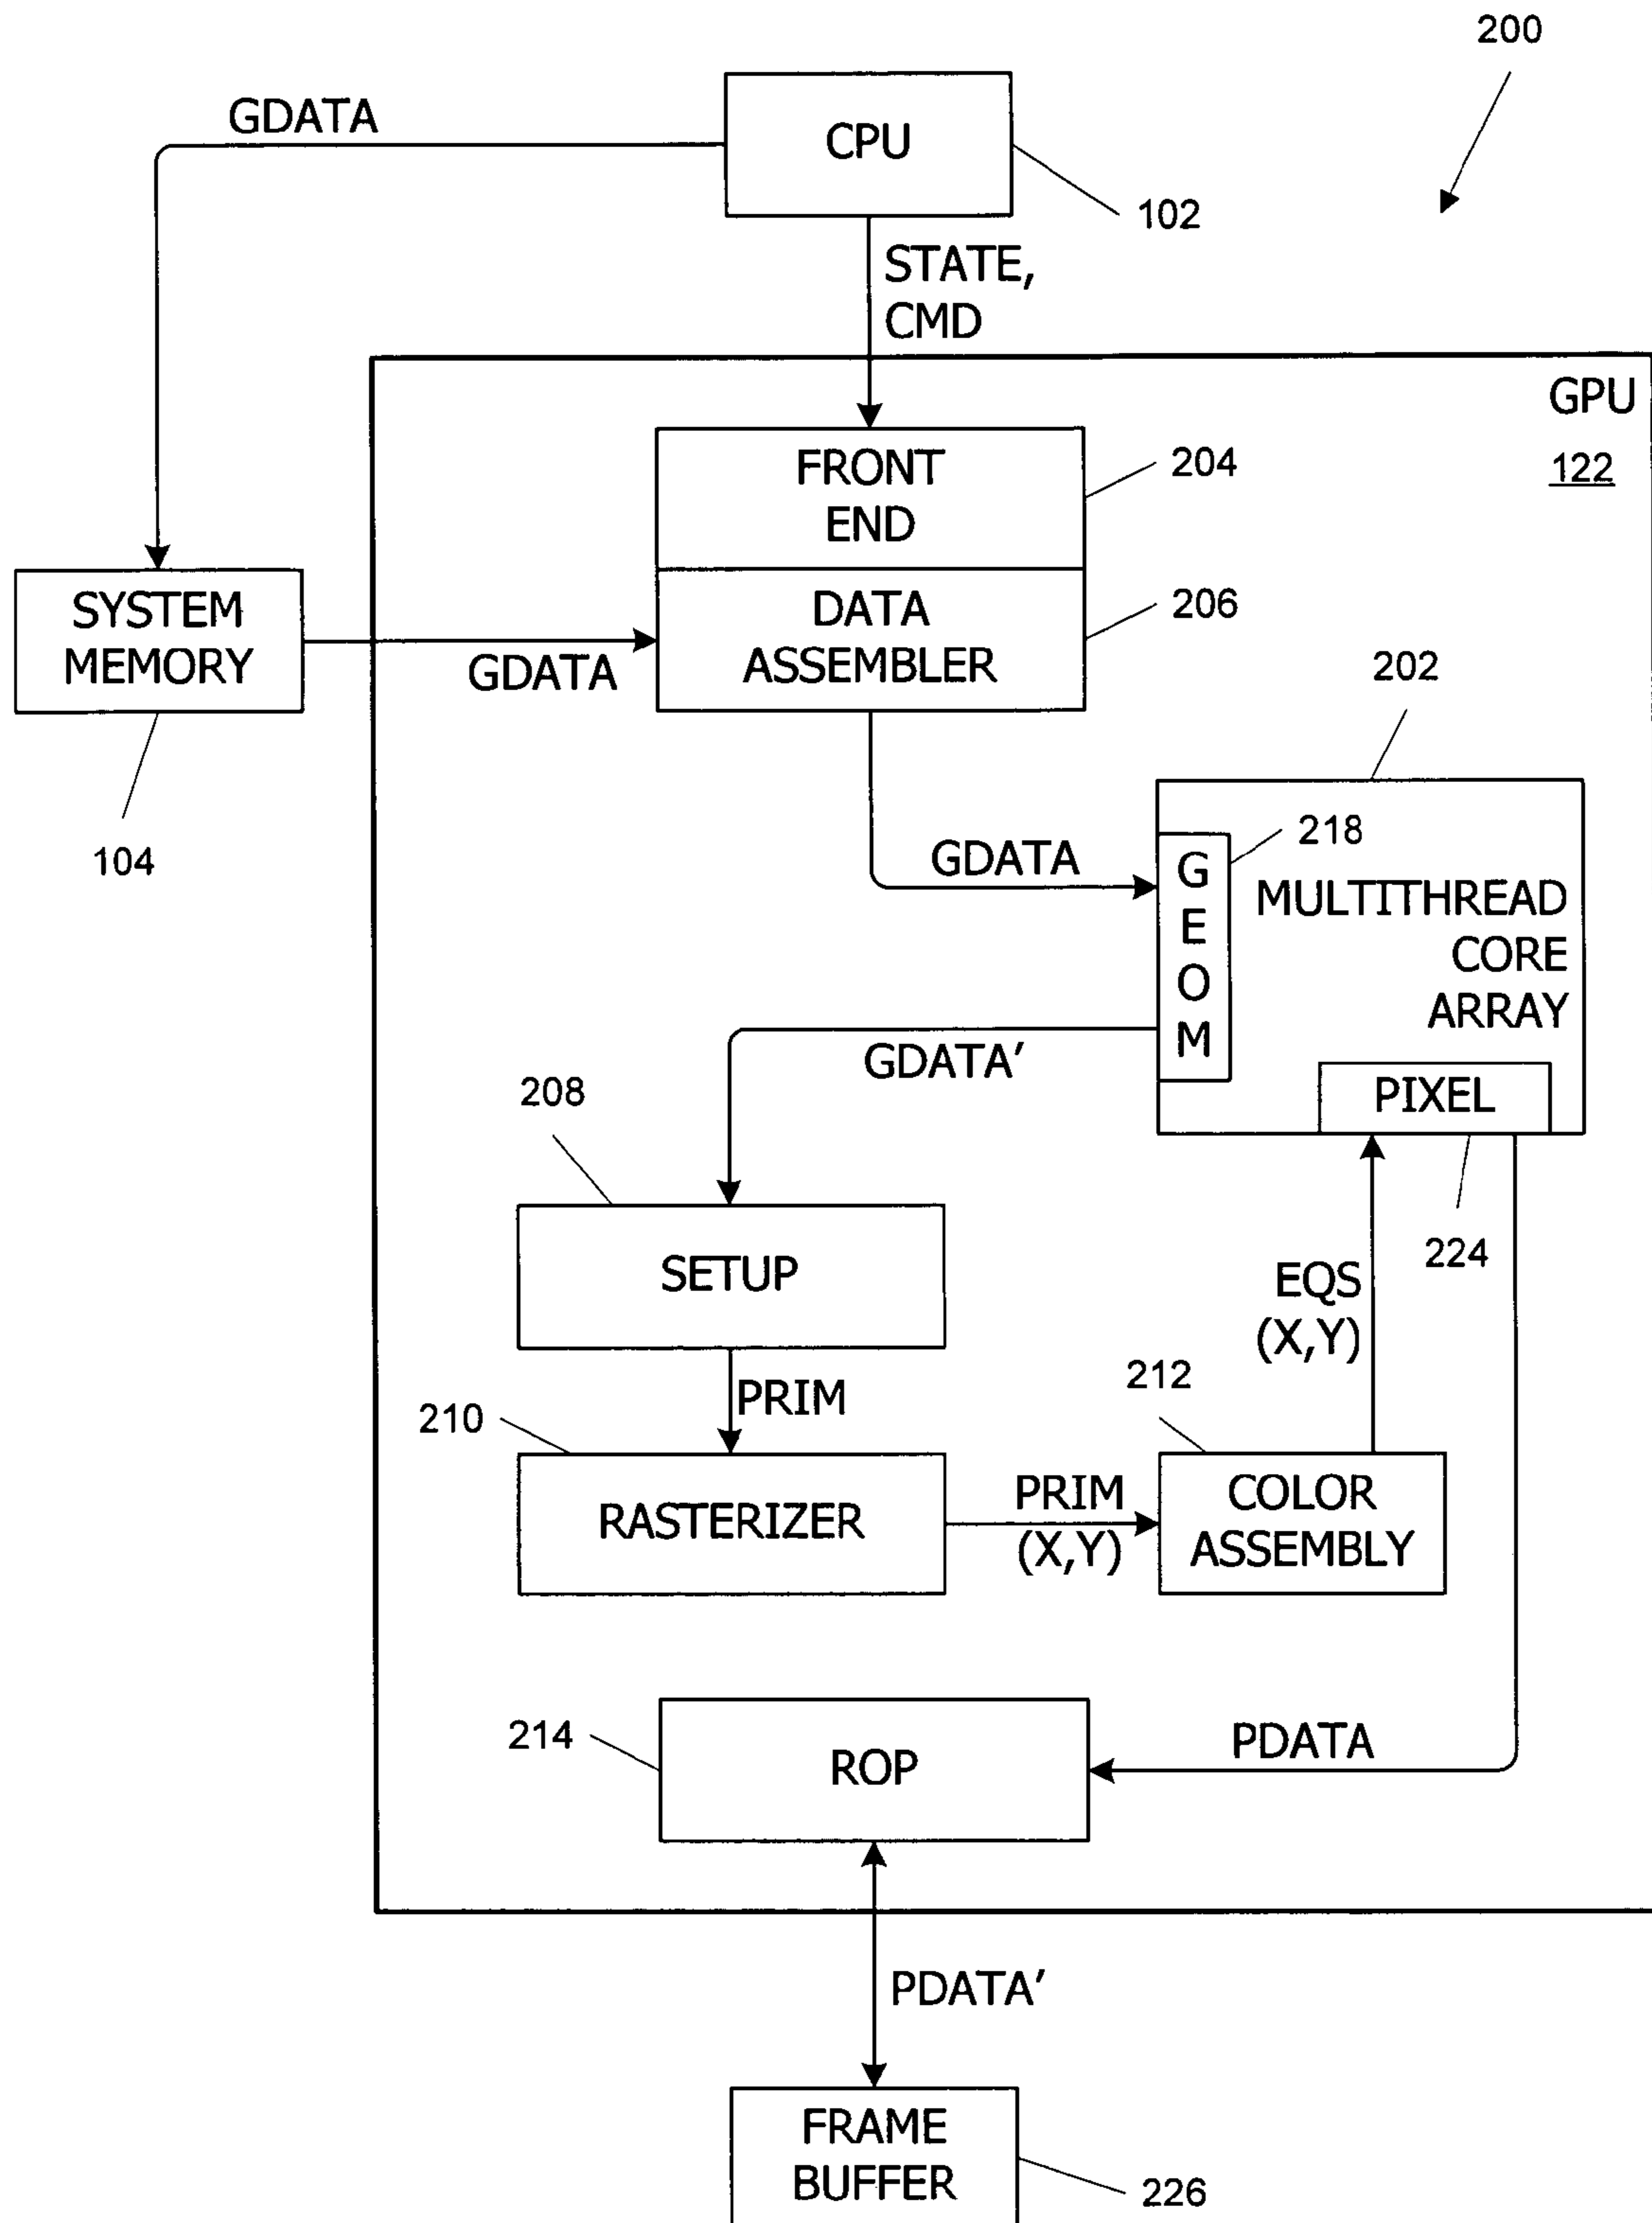 200
GDATA
CPU
102
STATE,
CMD
GPU
122
FRONT
END
204
SYSTEM
MEMORY
104
GDATA
DATA
ASSEMBLER
206
202
GDATA
218
GEOM
MULTITHREAD
CORE
ARRAY
GDATA′
PIXEL
224
208
SETUP
EQS
(X,Y)
PRIM
210
RASTERIZER
PRIM
(X,Y)
212
COLOR
ASSEMBLY
214
ROP
PDATA
PDATA′
FRAME
BUFFER
226